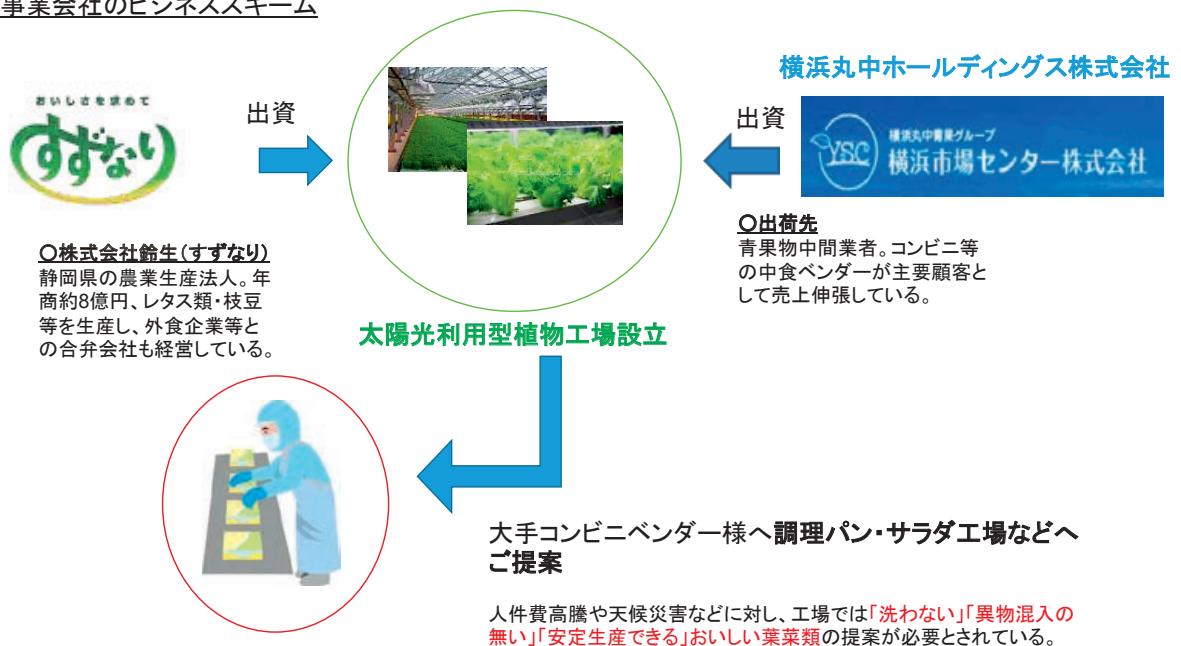 事業会社のビジネススキーム
横浜丸中ホールディングス株式会社
おいしさを求めて
すずなり
出資
出資
YSC
横浜丸中青果グループ
横浜市場センター株式会社
〇株式会社鈴生(すずなり)
静岡県の農業生産法人。年
商約8億円、レタス類・枝豆
等を生産し、外食企業等と
の合弁会社も経営している。
〇出荷先
青果物中間業者。コンビニ等
の中食ベンダーが主要顧客と
して売上伸張している。
太陽光利用型植物工場設立
大手コンビニベンダー様へ調理パン・サラダ工場などへ
ご提案
人件費高騰や天候災害などに対し、工場では「洗わない」「異物混入の
無い」「安定生産できる」おいしい葉菜類の提案が必要とされている。